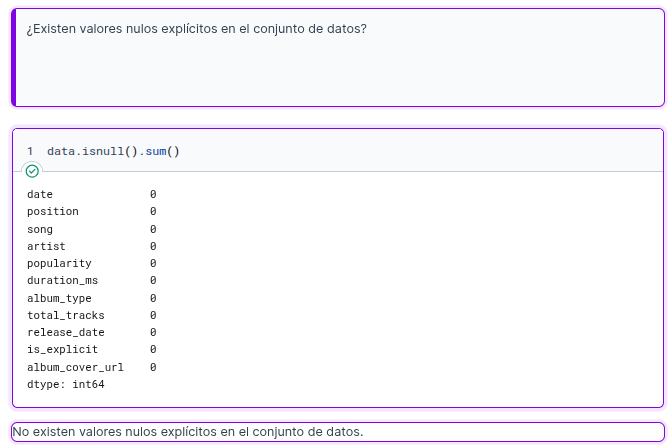 ¿Existen valores nulos explícitos en el conjunto de datos?
1 data.isnull().sum()
date 0
position 0
song 0
artist 0
popularity 0
duration_ms 0
album_type 0
total_tracks 0
release_date 0
is_explicit 0
album_cover_url 0
dtype: int64
No existen valores nulos explícitos en el conjunto de datos.